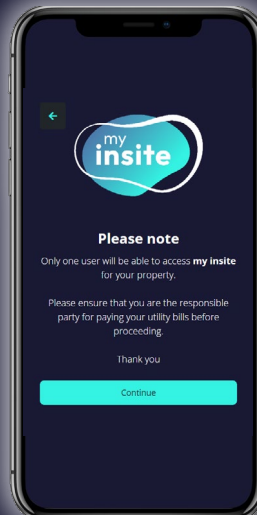 my
insite
Please note
Only one user will be able to access my insite
for your property.
Please ensure that you are the responsible
party for paying your utility bills before
proceeding.
Thank you
Continue